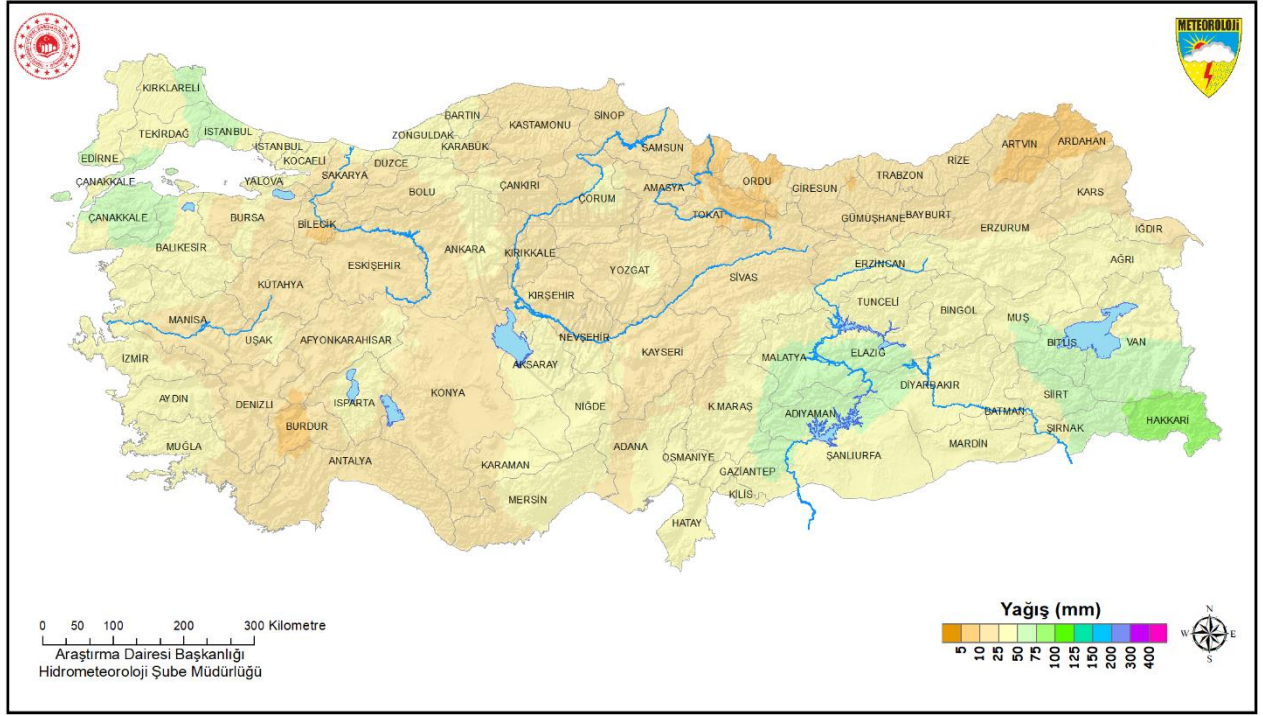 METEOROLOJİ
KIRKLARELİ
TEKİRDAĞ
İSTANBUL
EDİRNE
İSTANBUL
KOCAELİ
ÇANAKKALE
YALOVA
SAKARYA
DÜZCE
ZONGULDAK
BARTIN
KARABÜK
KASTAMONU
SİNOP
SAMSUN
ÇANAKKALE
BURSA
BİLECİK
BOLU
ÇANKIRI
ÇORUM
AMASYA
TOKAT
ORDU
GİRESUN
TRABZON
RİZE
ARTVİN
ARDAHAN
KARS
BALIKESİR
ESKİŞEHİR
ANKARA
KIRIKKALE
YOZGAT
SİVAS
GÜMÜŞHANE
BAYBURT
ERZURUM
IĞDIR
AĞRI
KÜTAHYA
KIRŞEHİR
ERZİNCAN
TUNCELİ
BİNGÖL
MUŞ
MANİSA
UŞAK
AFYONKARAHİSAR
NEVŞEHİR
KAYSERİ
MALATYA
ELAZIĞ
BİTLİS
VAN
İZMİR
AKSARAY
DİYARBAKIR
AYDIN
DENİZLİ
ISPARTA
KONYA
NİĞDE
K.MARAŞ
ADIYAMAN
BATMAN
SİİRT
ŞIRNAK
HAKKARİ
BURDUR
MUĞLA
ANTALYA
KARAMAN
ADANA
OSMANİYE
GAZİANTEP
ŞANLIURFA
MARDİN
MERSİN
KİLİS
HATAY
0 50 100 200 300 Kilometre
Araştırma Dairesi Başkanlığı
Hidrometeoroloji Şube Müdürlüğü
Yağış (mm)
5 10 25 50 75 100 125 150 200 300 400
N
W E
S